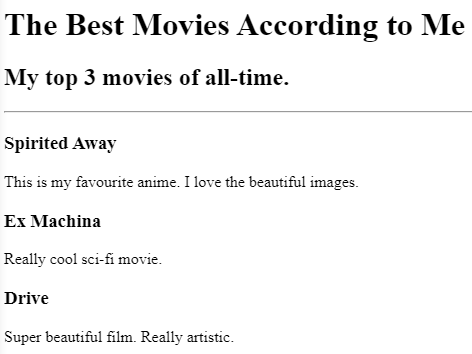 The Best Movies According to Me
My top 3 movies of all-time.
Spirited Away
This is my favourite anime. I love the beautiful images.
Ex Machina
Really cool sci-fi movie.
Drive
Super beautiful film. Really artistic.